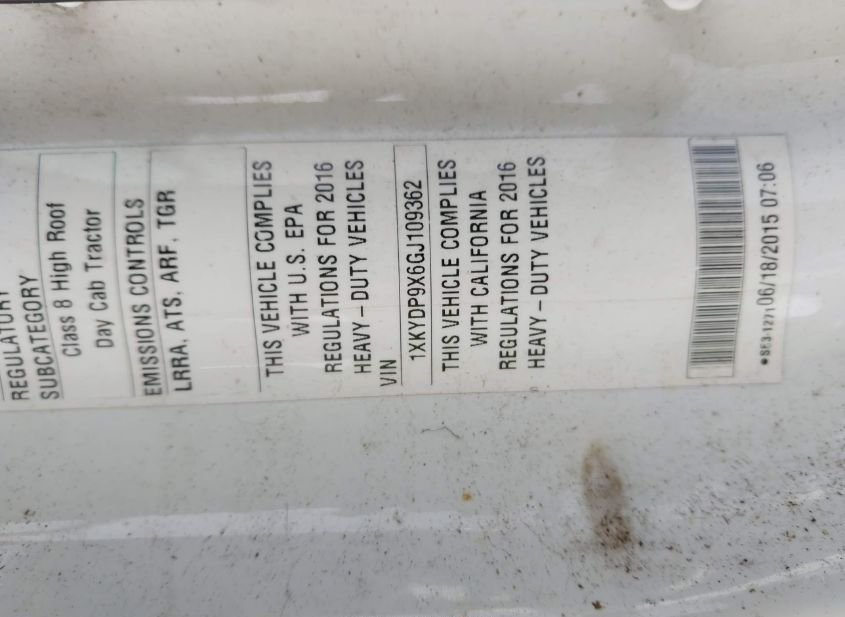 REGULATORY
SUBCATEGORY
Class 8 High Roof
Day Cab Tractor
EMISSIONS CONTROLS
LRRA, ATS, ARF, TGR
THIS VEHICLE COMPLIES
WITH U.S. EPA
REGULATIONS FOR 2016
HEAVY-DUTY VEHICLES
VIN
1XKYDP9X6GJ109362
THIS VEHICLE COMPLIES
WITH CALIFORNIA
REGULATIONS FOR 2016
HEAVY-DUTY VEHICLES
06/18/2015 07:06